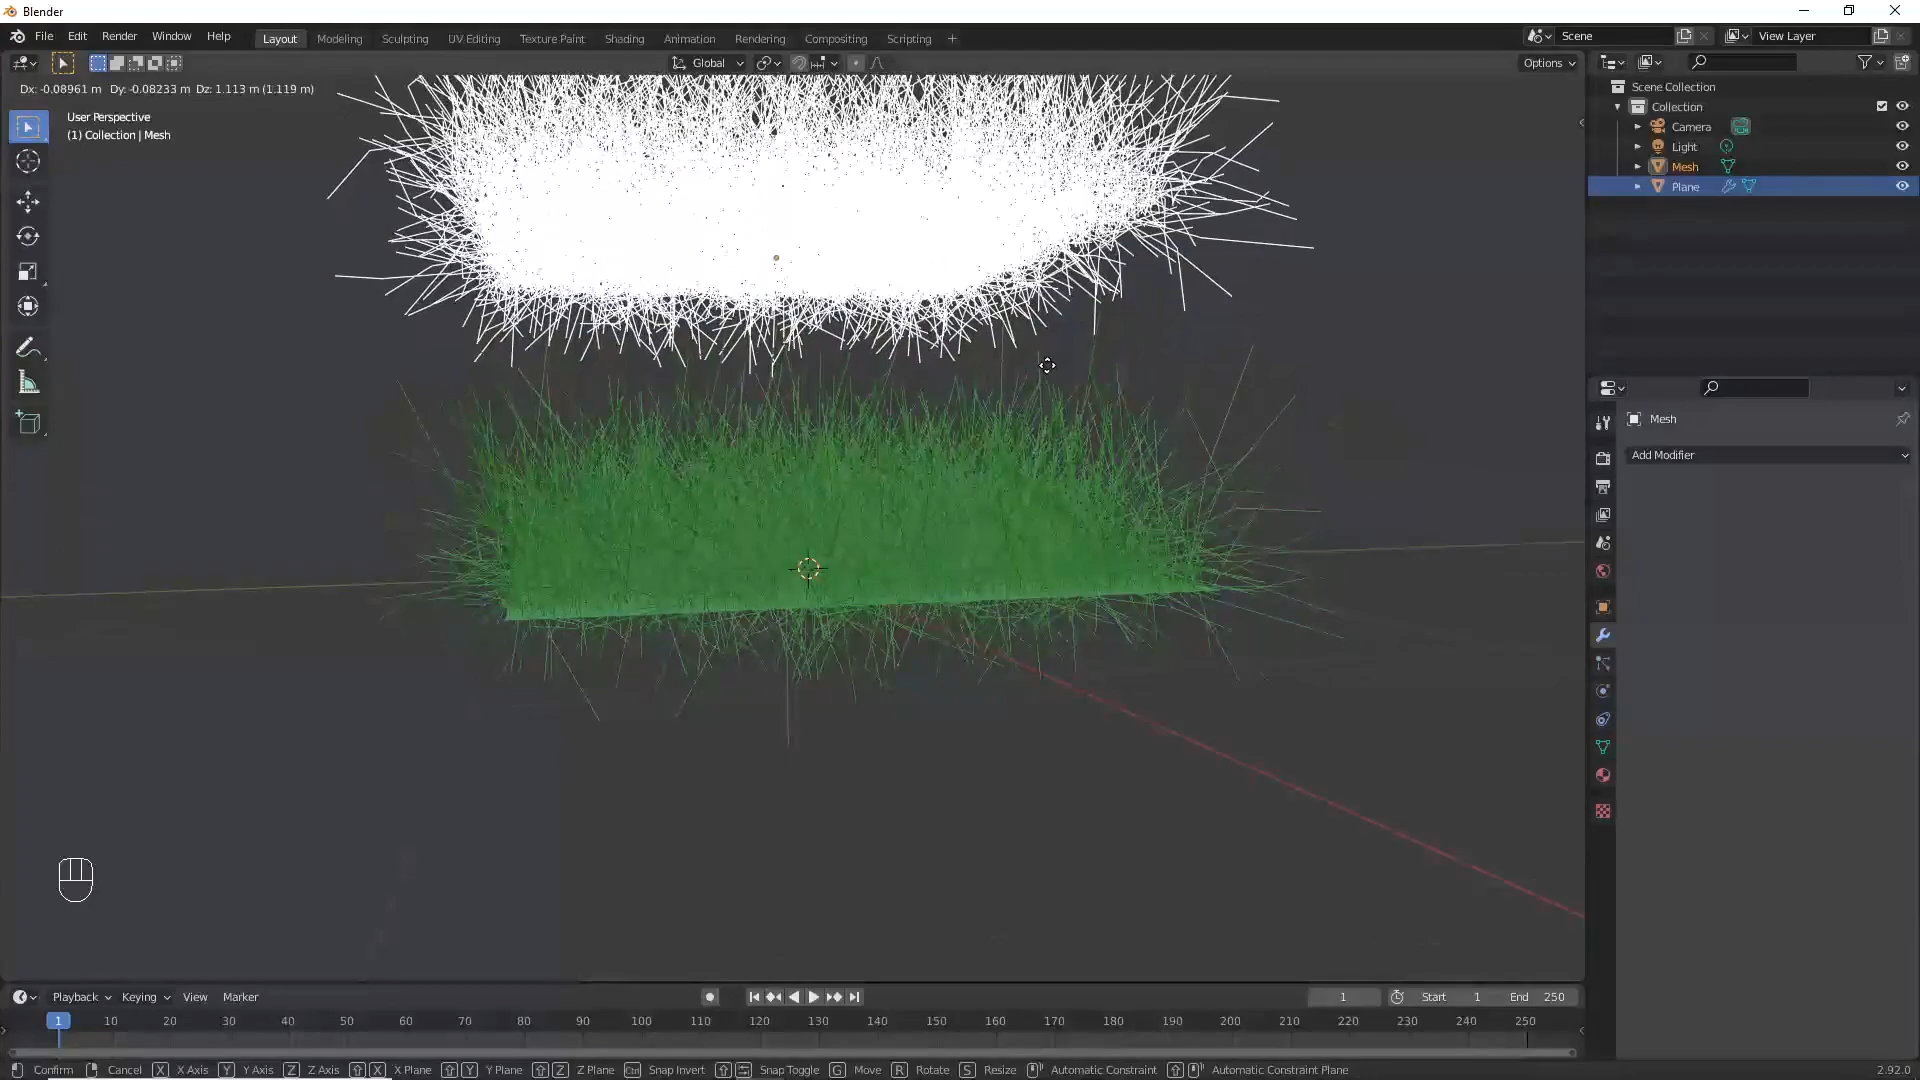 Blender
File Edit Render Window Help Layout Modeling Sculpting UV Editing Texture Paint Shading Animation Rendering Compositing Scripting + Scene View Layer
Global Options
Dx: -0.08961 m Dy: -0.08233 m Dz: 1.113 m (1.119 m)
User Perspective
(1) Collection | Mesh
Scene Collection
Collection
Camera
Light
Mesh
Plane
Mesh
Add Modifier
Playback Keying View Marker 1 Start 1 End 250
1 10 20 30 40 50 60 70 80 90 100 110 120 130 140 150 160 170 180 190 200 210 220 230 240 250
Confirm Cancel X X Axis Y Y Axis Z Z Axis X X Plane Y Y Plane Z Z Plane Ctrl Snap Invert Snap Toggle G Move R Rotate S Resize Automatic Constraint Automatic Constraint Plane 2.92.0